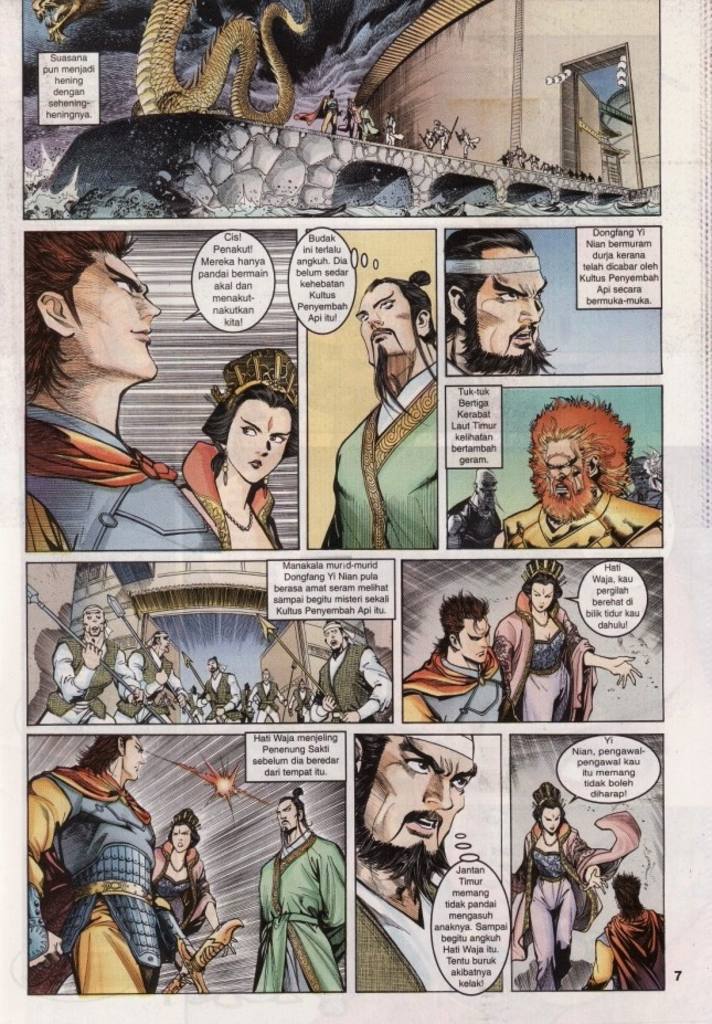 Suasana
pun menjadi
hening
dengan
sehening-
heningnya.
Cis!
Penakut!
Mereka hanya
pandai bermain
akal dan
menakut-
nakutkan
kita!
Budak
ini terlalu
angkuh. Dia
belum sedar
kehebatan
Kultus
Penyembah
Api itu!
Dongfang Yi
Nian bermuram
durja kerana
telah dicabar oleh
Kultus Penyembah
Api secara
bermuka-muka.
Tuk-tuk
Bertiga
Kerabat
Laut Timur
kelihatan
bertambah
geram.
Manakala murid-murid
Dongfang Yi Nian pula
berasa amat seram melihat
sampai begitu misteri sekali
Kultus Penyembah Api itu.
Hati
Waja, kau
pergilah
berehat di
bilik tidur kau
dahulu!
Hati Waja menjeling
Penenung Sakti
sebelum dia beredar
dari tempat itu.
Jantan
Timur
memang
tidak pandai
mengasuh
anaknya. Sampai
begitu angkuh
Hati Waja itu.
Tentu buruk
akibatnya
kelak!
Yi
Nian, pengawal-
pengawal kau
itu memang
tidak boleh
diharap!
7